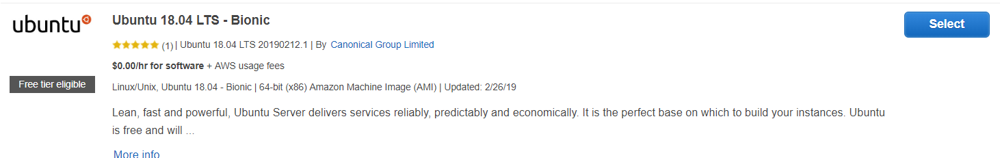 ubuntu
Ubuntu 18.04 LTS - Bionic
Select
(1) | Ubuntu 18.04 LTS 20190212.1 | By Canonical Group Limited
$0.00/hr for software + AWS usage fees
Free tier eligible
Linux/Unix, Ubuntu 18.04 - Bionic | 64-bit (x86) Amazon Machine Image (AMI) | Updated: 2/26/19
Lean, fast and powerful, Ubuntu Server delivers services reliably, predictably and economically. It is the perfect base on which to build your instances. Ubuntu
is free and will ...
More info